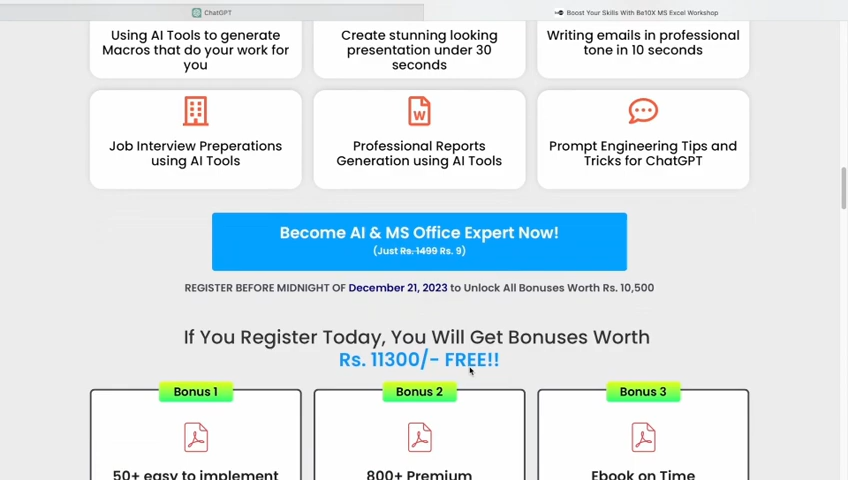 ChatGPT
Boost Your Skills With Be10X MS Excel Workshop
Using AI Tools to generate
Macros that do your work for
you
Create stunning looking
presentation under 30
seconds
Writing emails in professional
tone in 10 seconds
Job Interview Preperations
using AI Tools
W
Professional Reports
Generation using AI Tools
Prompt Engineering Tips and
Tricks for ChatGPT
Become AI & MS Office Expert Now!
(Just Rs. 1499 Rs. 9)
REGISTER BEFORE MIDNIGHT OF December 21, 2023 to Unlock All Bonuses Worth Rs. 10,500
If You Register Today, You Will Get Bonuses Worth
Rs. 11300/- FREE!!
Bonus 1
50+ easy to implement
Bonus 2
800+ Premium
Bonus 3
Ebook on Time